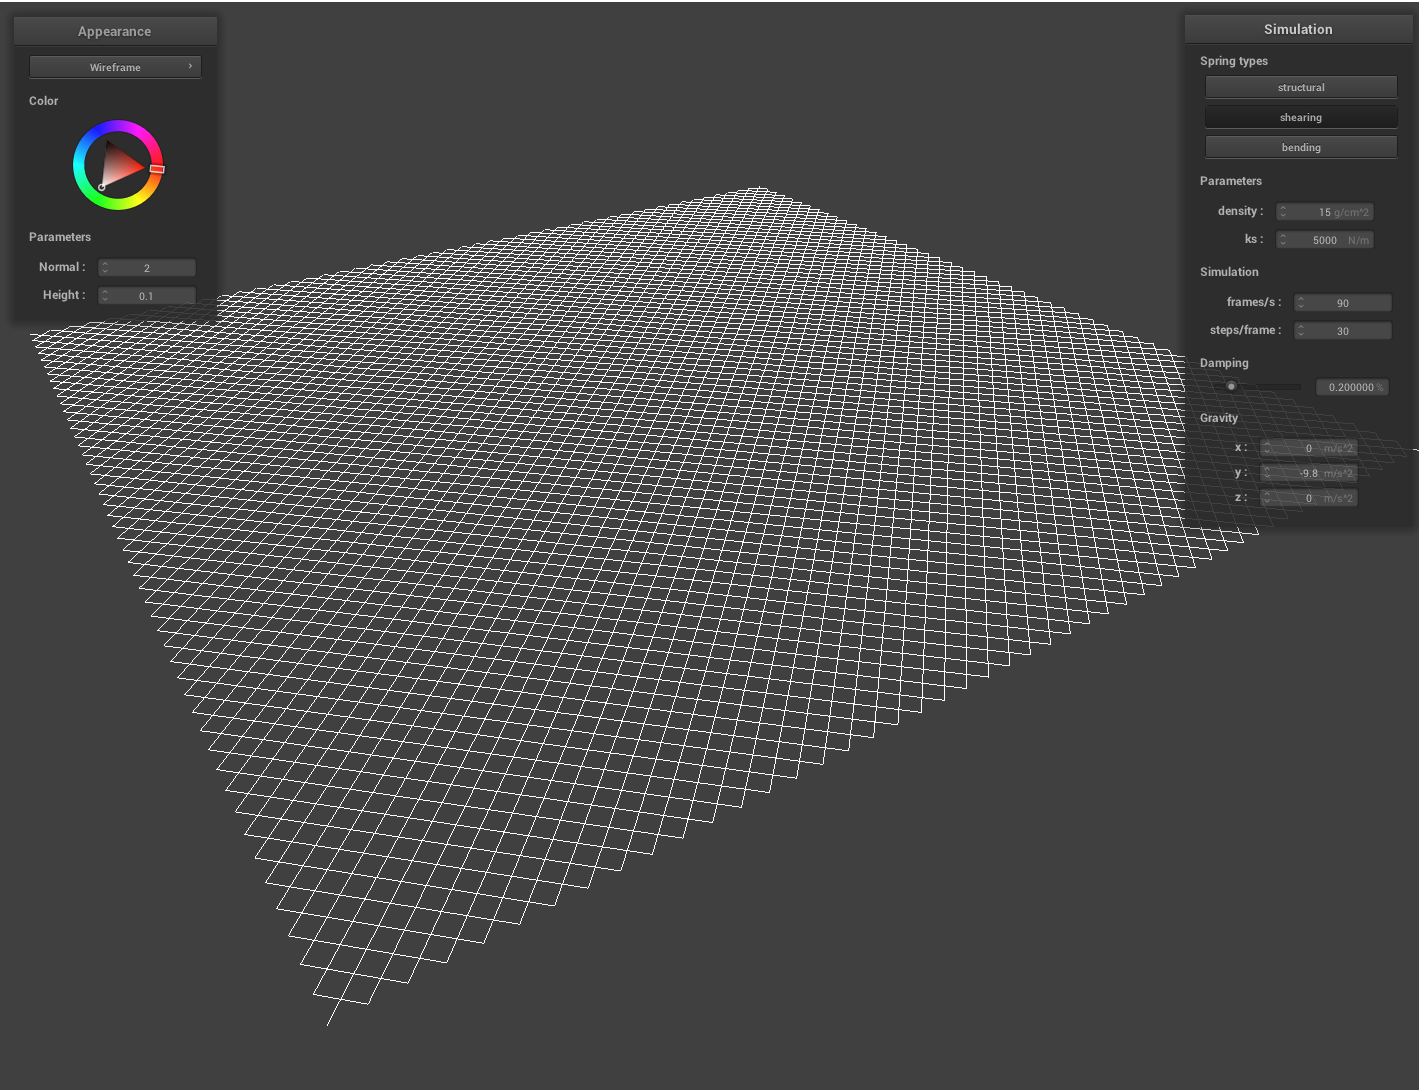 Appearance
Wireframe ›
Color
Parameters
Normal : 2
Height : 0.1
Simulation
Spring types
structural
shearing
bending
Parameters
density : 15 g/cm^2
ks : 5000 N/m
Simulation
frames/s : 90
steps/frame : 30
Damping
0.200000 %
Gravity
x : 0 m/s^2
y : -9.8 m/s^2
z : 0 m/s^2